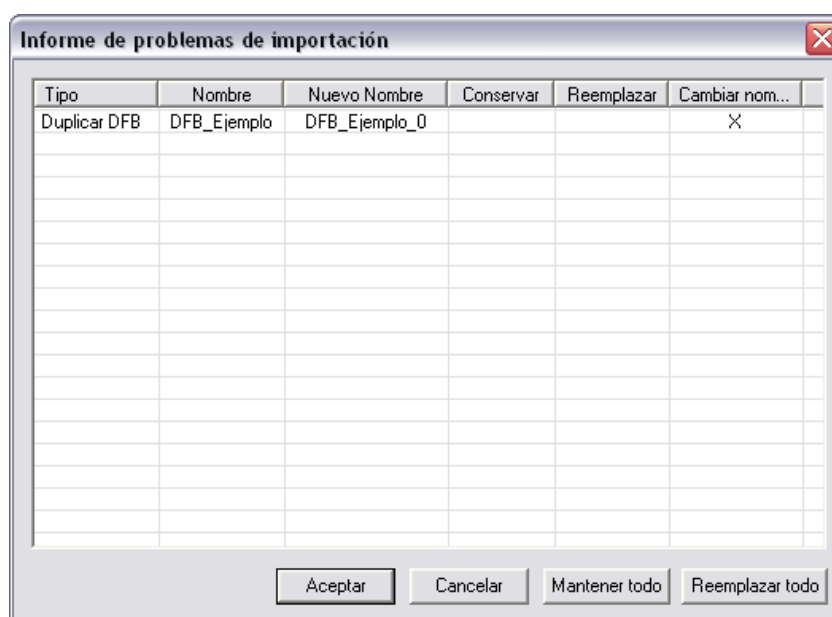 Informe de problemas de importación
Tipo Nombre Nuevo Nombre Conservar Reemplazar Cambiar nom...
Duplicar DFB DFB_Ejemplo DFB_Ejemplo_0 X
Aceptar Cancelar Mantener todo Reemplazar todo